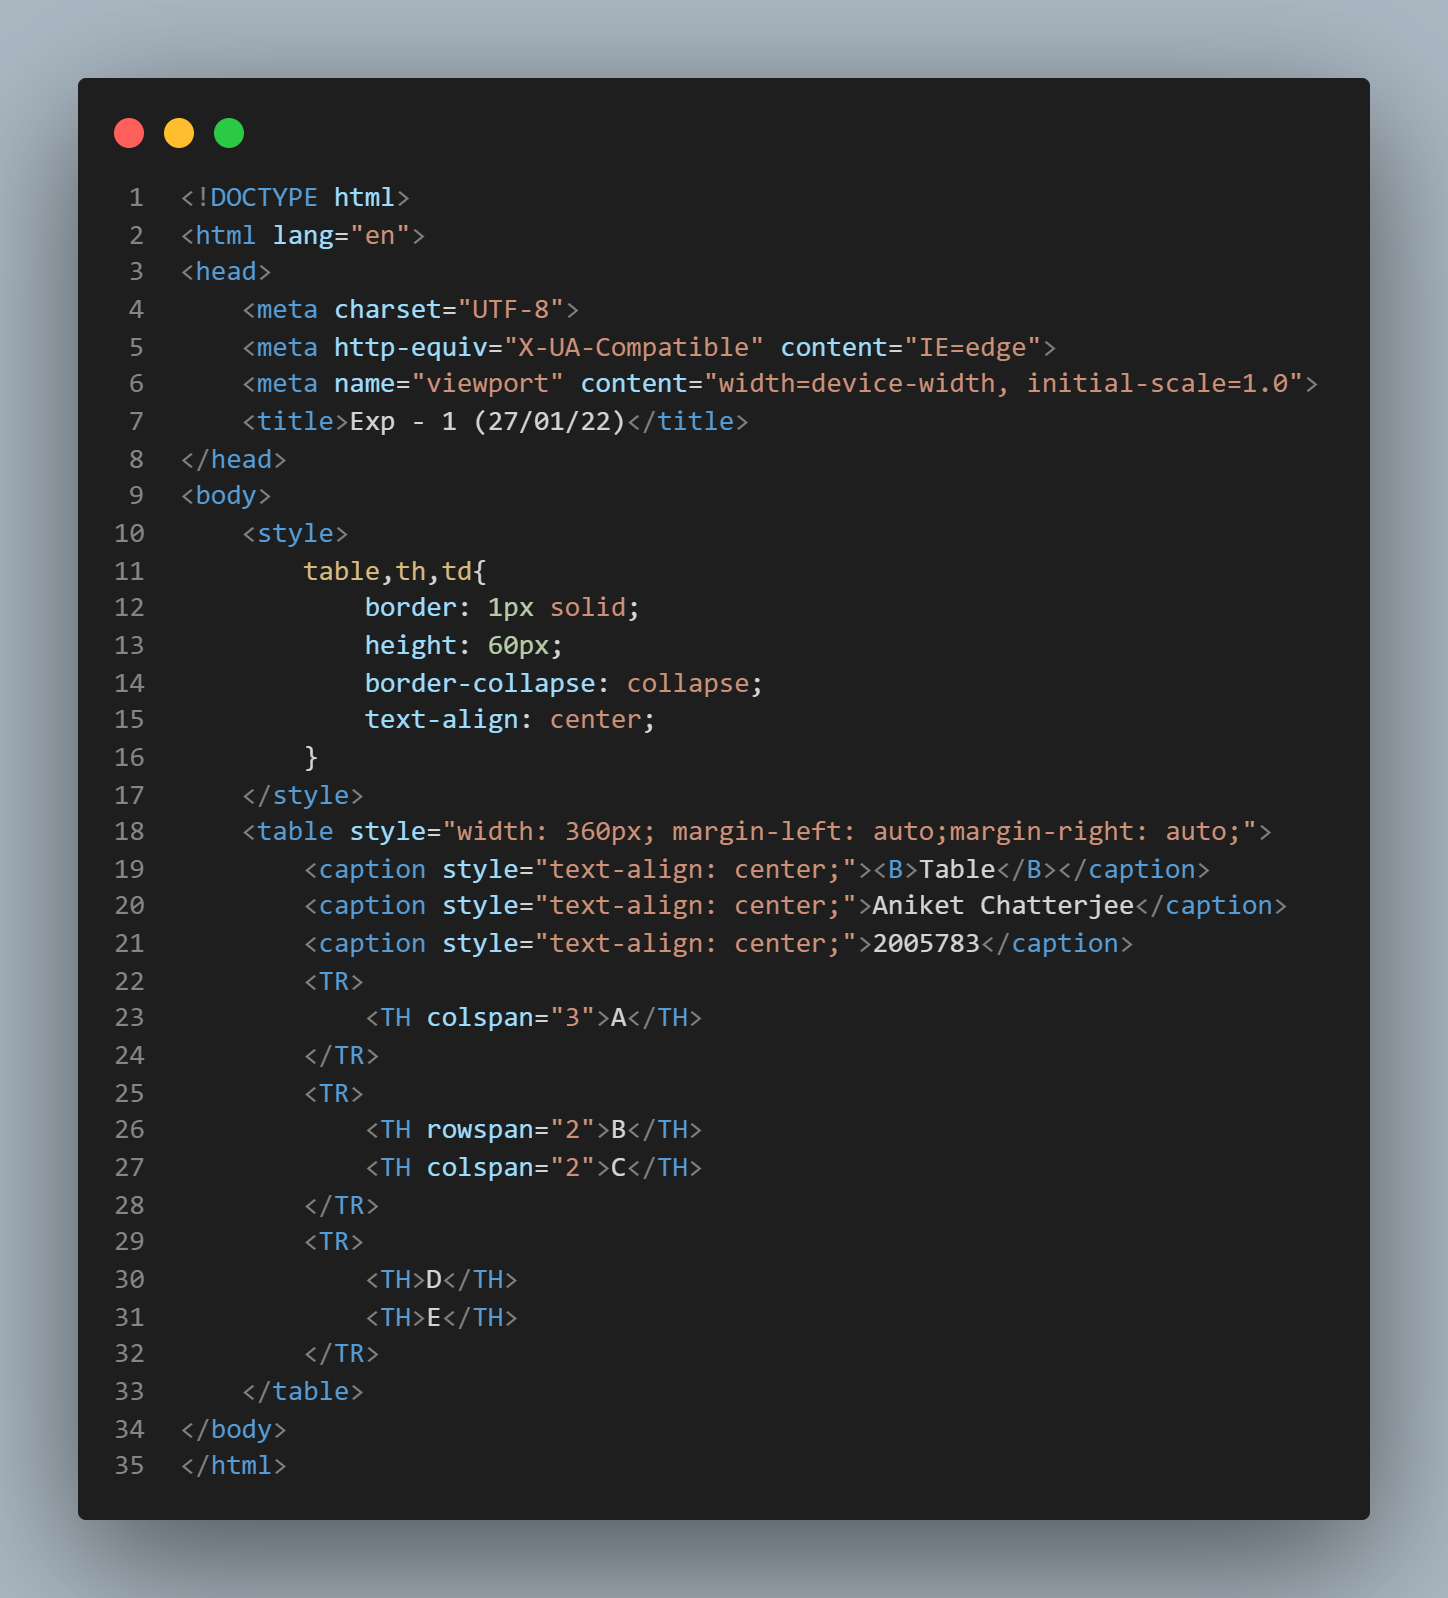 1 <!DOCTYPE html>
2 <html lang="en">
3 <head>
4     <meta charset="UTF-8">
5     <meta http-equiv="X-UA-Compatible" content="IE=edge">
6     <meta name="viewport" content="width=device-width, initial-scale=1.0">
7     <title>Exp - 1 (27/01/22)</title>
8 </head>
9 <body>
10     <style>
11         table,th,td{
12             border: 1px solid;
13             height: 60px;
14             border-collapse: collapse;
15             text-align: center;
16         }
17     </style>
18     <table style="width: 360px; margin-left: auto;margin-right: auto;">
19         <caption style="text-align: center;"><B>Table</B></caption>
20         <caption style="text-align: center;">Aniket Chatterjee</caption>
21         <caption style="text-align: center;">2005783</caption>
22         <TR>
23             <TH colspan="3">A</TH>
24         </TR>
25         <TR>
26             <TH rowspan="2">B</TH>
27             <TH colspan="2">C</TH>
28         </TR>
29         <TR>
30             <TH>D</TH>
31             <TH>E</TH>
32         </TR>
33     </table>
34 </body>
35 </html>